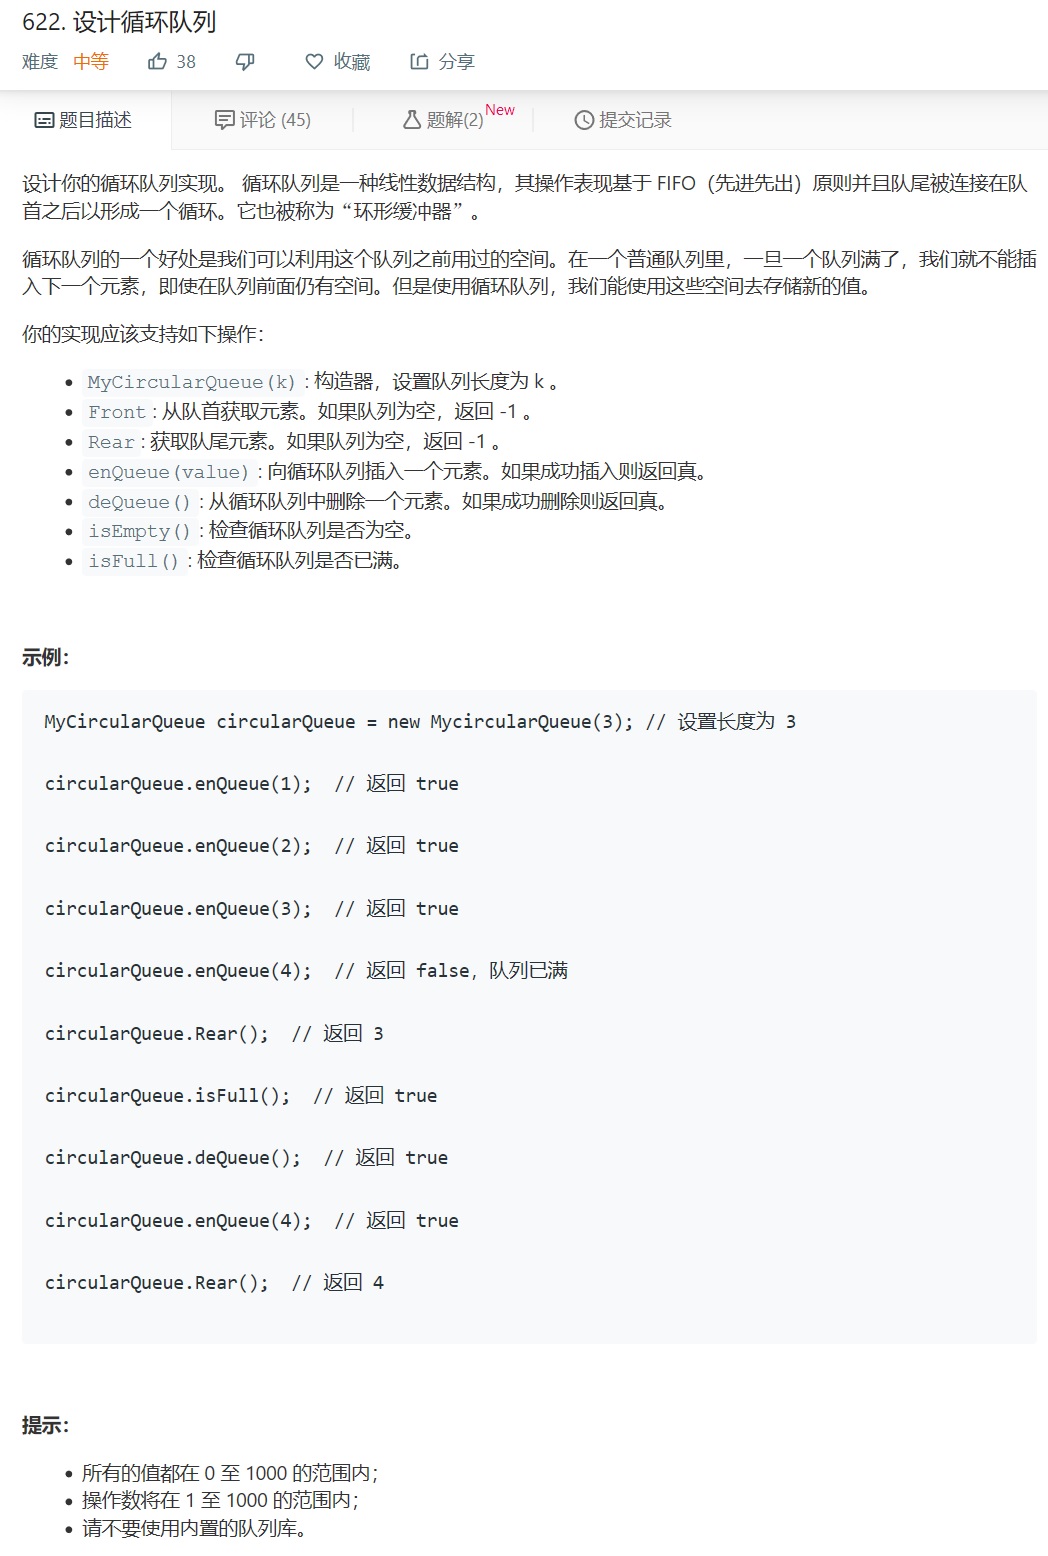 622. 设计循环队列
难度 中等 38 收藏 分享
题目描述 评论 (45) 题解(2) New 提交记录
设计你的循环队列实现。 循环队列是一种线性数据结构，其操作表现基于 FIFO（先进先出）原则并且队尾被连接在队
首之后以形成一个循环。它也被称为“环形缓冲器”。
循环队列的一个好处是我们可以利用这个队列之前用过的空间。在一个普通队列里，一旦一个队列满了，我们就不能插
入下一个元素，即使在队列前面仍有空间。但是使用循环队列，我们能使用这些空间去存储新的值。
你的实现应该支持如下操作：
• MyCircularQueue(k) : 构造器，设置队列长度为 k 。
• Front : 从队首获取元素。如果队列为空，返回 -1 。
• Rear : 获取队尾元素。如果队列为空，返回 -1 。
• enQueue(value) : 向循环队列插入一个元素。如果成功插入则返回真。
• deQueue() : 从循环队列中删除一个元素。如果成功删除则返回真。
• isEmpty() : 检查循环队列是否为空。
• isFull() : 检查循环队列是否已满。
示例：
MyCircularQueue circularQueue = new MycircularQueue(3); // 设置长度为 3
circularQueue.enQueue(1);  // 返回 true
circularQueue.enQueue(2);  // 返回 true
circularQueue.enQueue(3);  // 返回 true
circularQueue.enQueue(4);  // 返回 false，队列已满
circularQueue.Rear();  // 返回 3
circularQueue.isFull();  // 返回 true
circularQueue.deQueue();  // 返回 true
circularQueue.enQueue(4);  // 返回 true
circularQueue.Rear();  // 返回 4
提示：
• 所有的值都在 0 至 1000 的范围内；
• 操作数将在 1 至 1000 的范围内；
• 请不要使用内置的队列库。